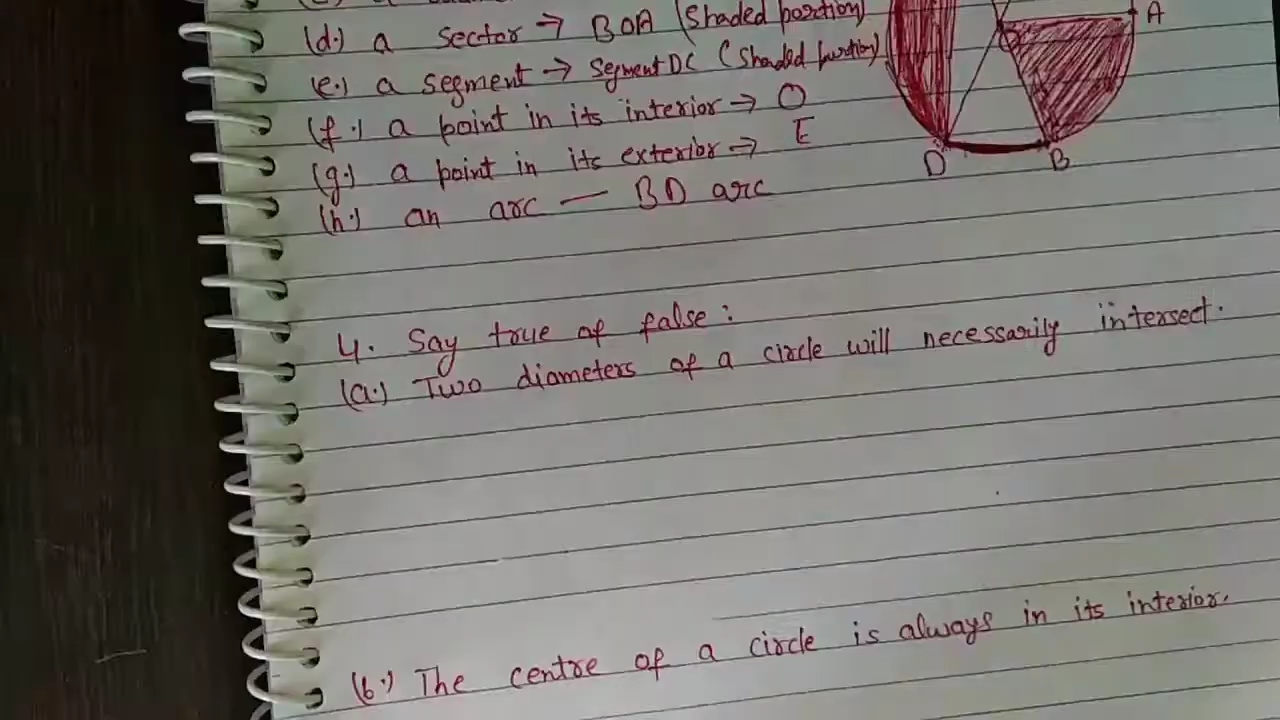 (d.) a sector → BOA (shaded portion)
(e.) a segment → segment DC (shaded portion)
(f.) a point in its interior → O
(g.) a point in its exterior → E
(h.) an arc — BD arc
A
O
D
B
4. Say true of false :
(a.) Two diameters of a circle will necessarily intersect.
(b.) The centre of a circle is always in its interior.